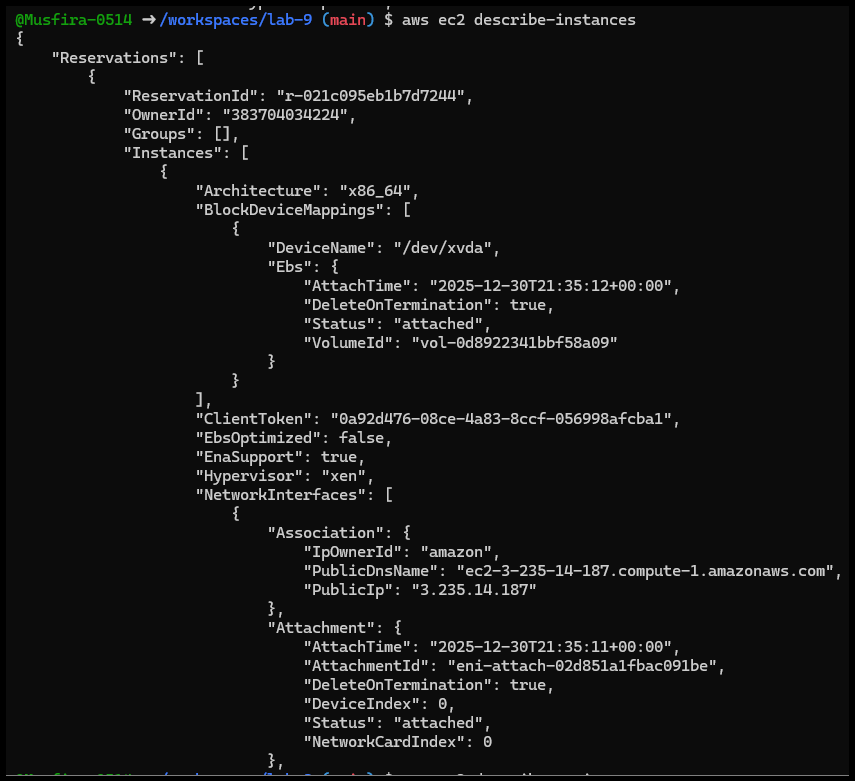 @Musfira-0514 ➜/workspaces/lab-9 (main) $ aws ec2 describe-instances
{
    "Reservations": [
        {
            "ReservationId": "r-021c095eb1b7d7244",
            "OwnerId": "383704034224",
            "Groups": [],
            "Instances": [
                {
                    "Architecture": "x86_64",
                    "BlockDeviceMappings": [
                        {
                            "DeviceName": "/dev/xvda",
                            "Ebs": {
                                "AttachTime": "2025-12-30T21:35:12+00:00",
                                "DeleteOnTermination": true,
                                "Status": "attached",
                                "VolumeId": "vol-0d8922341bbf58a09"
                            }
                        }
                    ],
                    "ClientToken": "0a92d476-08ce-4a83-8ccf-056998afcba1",
                    "EbsOptimized": false,
                    "EnaSupport": true,
                    "Hypervisor": "xen",
                    "NetworkInterfaces": [
                        {
                            "Association": {
                                "IpOwnerId": "amazon",
                                "PublicDnsName": "ec2-3-235-14-187.compute-1.amazonaws.com",
                                "PublicIp": "3.235.14.187"
                            },
                            "Attachment": {
                                "AttachTime": "2025-12-30T21:35:11+00:00",
                                "AttachmentId": "eni-attach-02d851a1fbac091be",
                                "DeleteOnTermination": true,
                                "DeviceIndex": 0,
                                "Status": "attached",
                                "NetworkCardIndex": 0
                            },